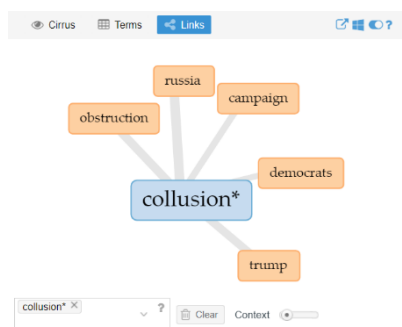 Cirrus Terms Links ?
russia
campaign
obstruction
democrats
collusion*
trump
collusion* × ? Clear Context